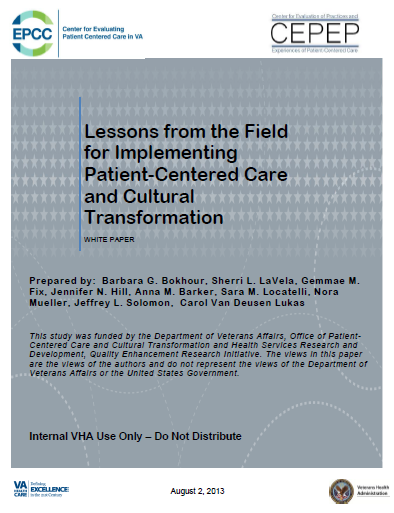 EPCC
Center for Evaluating
Patient Centered Care in VA
Center for Evaluation of Practices and
CEPEP
Experiences of Patient-Centered Care
Lessons from the Field
for Implementing
Patient-Centered Care
and Cultural
Transformation
WHITE PAPER
Prepared by: Barbara G. Bokhour, Sherri L. LaVela, Gemmae M.
Fix, Jennifer N. Hill, Anna M. Barker, Sara M. Locatelli, Nora
Mueller, Jeffrey L. Solomon, Carol Van Deusen Lukas
This study was funded by the Department of Veterans Affairs, Office of Patient-
Centered Care and Cultural Transformation and Health Services Research and
Development, Quality Enhancement Research Initiative. The views in this paper
are the views of the authors and do not represent the views of the Department of
Veterans Affairs or the United States Government.
Internal VHA Use Only – Do Not Distribute
VA
HEALTH
CARE
Defining
EXCELLENCE
in the 21st Century
August 2, 2013
Veterans Health
Administration